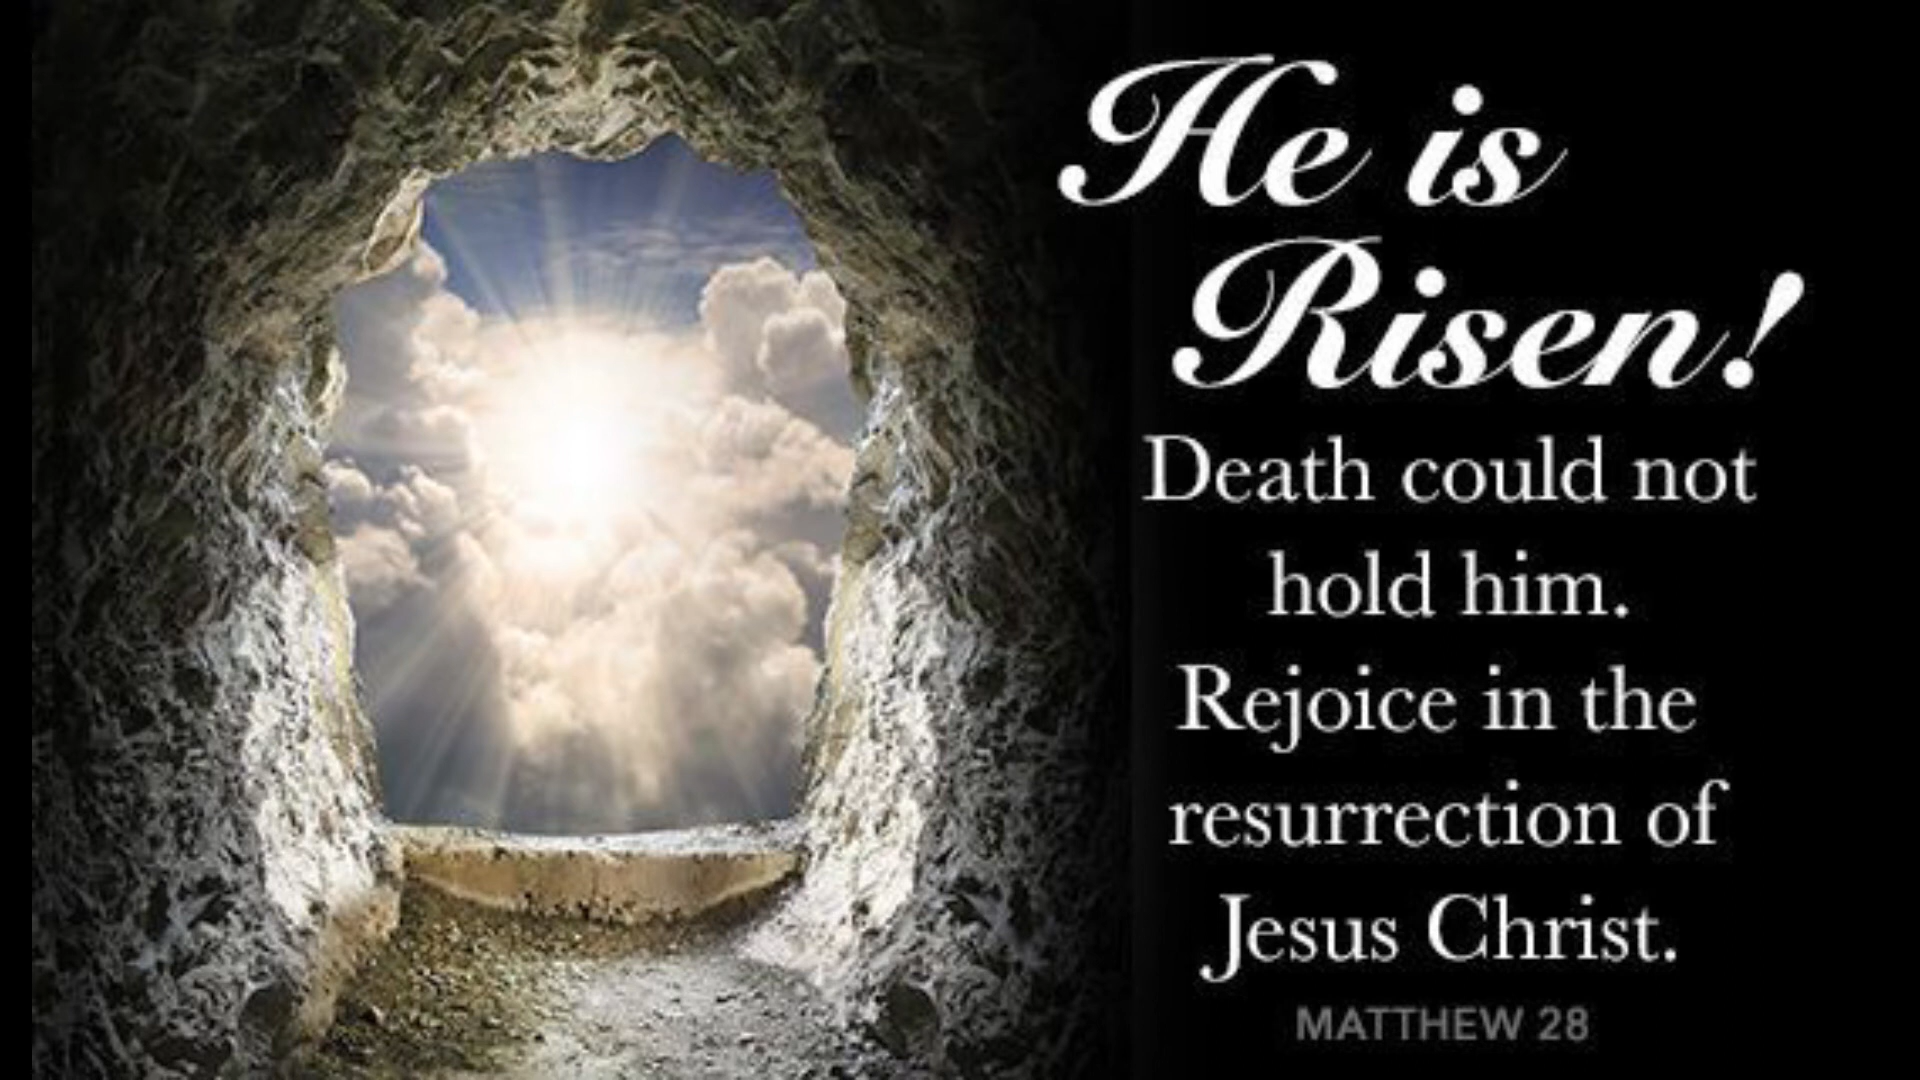 He is
Risen!
Death could not
hold him.
Rejoice in the
resurrection of
Jesus Christ.
MATTHEW 28